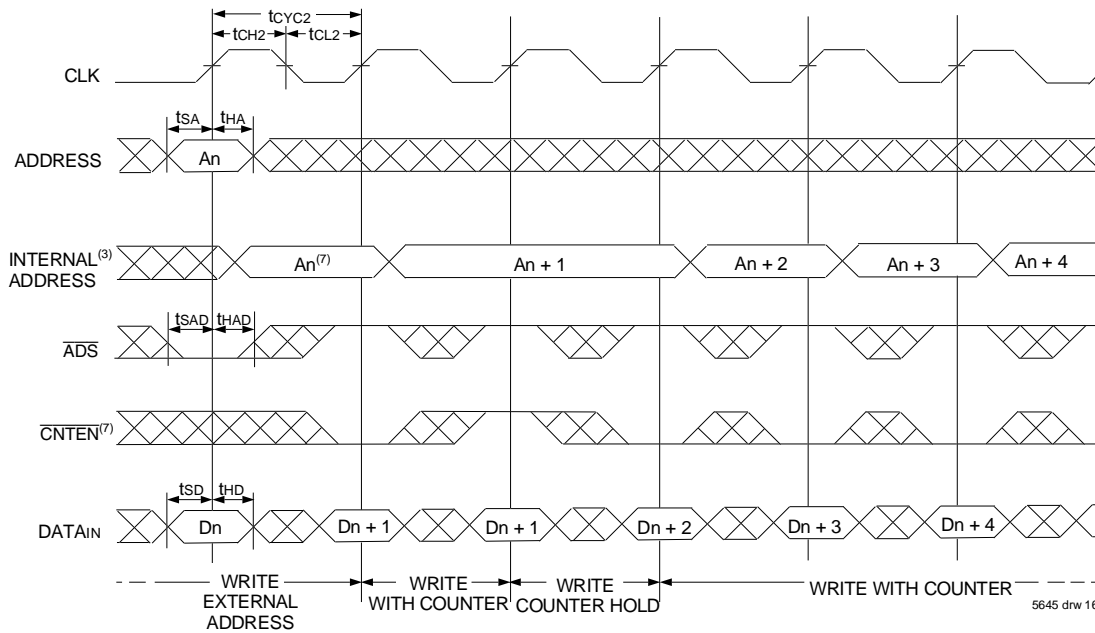 tCYC2
tCH2 tCL2
CLK
tSA tHA
ADDRESS An
INTERNAL(3) ADDRESS An(7) An + 1 An + 2 An + 3 An + 4
tSAD tHAD
ADS
CNTEN(7)
tSD tHD
DATAIN Dn Dn + 1 Dn + 1 Dn + 2 Dn + 3 Dn + 4
WRITE EXTERNAL ADDRESS
WRITE WITH COUNTER
WRITE COUNTER HOLD
WRITE WITH COUNTER
5645 drw 16